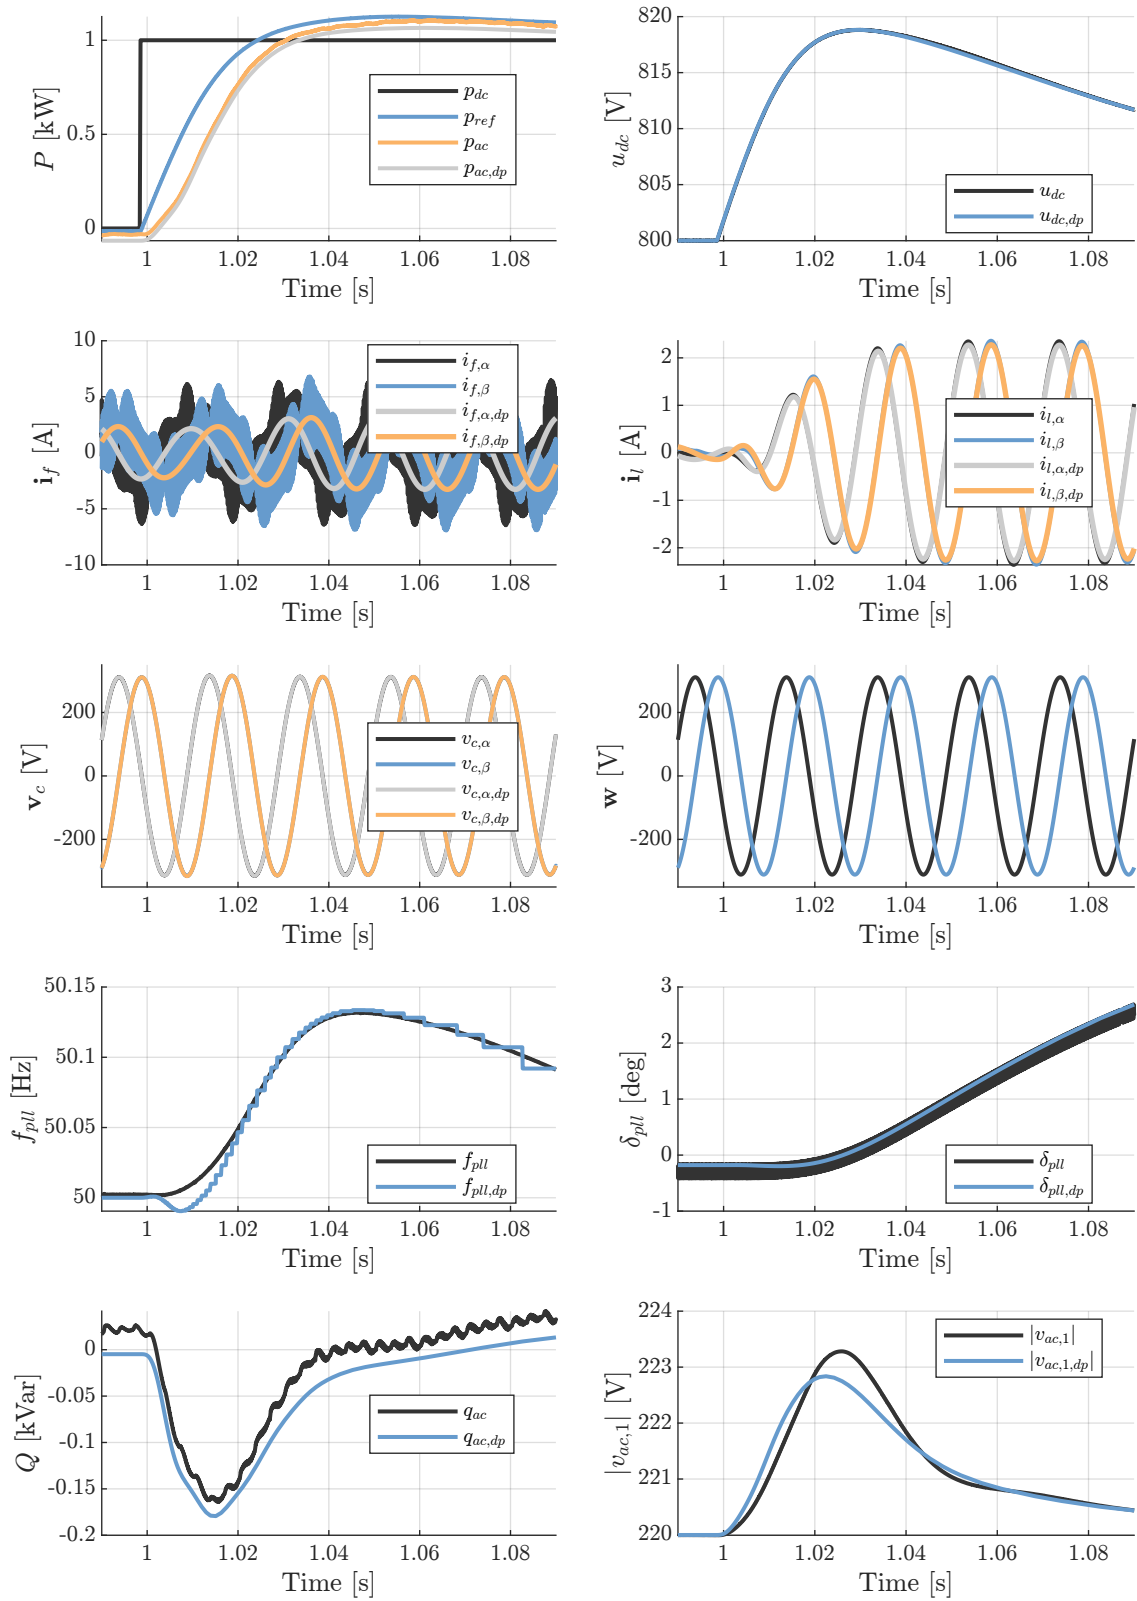 1
0.5
0
P [kW]
p_dc
p_ref
p_ac
p_ac,dp
1 1.02 1.04 1.06 1.08
Time [s]
820
815
810
805
800
u_dc [V]
u_dc
u_dc,dp
1 1.02 1.04 1.06 1.08
Time [s]
10
5
0
-5
-10
i_f [A]
i_f,α
i_f,β
i_f,α,dp
i_f,β,dp
1 1.02 1.04 1.06 1.08
Time [s]
2
1
0
-1
-2
i_l [A]
i_l,α
i_l,β
i_l,α,dp
i_l,β,dp
1 1.02 1.04 1.06 1.08
Time [s]
200
0
-200
v_c [V]
v_c,α
v_c,β
v_c,α,dp
v_c,β,dp
1 1.02 1.04 1.06 1.08
Time [s]
200
0
-200
w [V]
1 1.02 1.04 1.06 1.08
Time [s]
50.15
50.1
50.05
50
f_pll [Hz]
f_pll
f_pll,dp
1 1.02 1.04 1.06 1.08
Time [s]
3
2
1
0
-1
δ_pll [deg]
δ_pll
δ_pll,dp
1 1.02 1.04 1.06 1.08
Time [s]
0
-0.05
-0.1
-0.15
-0.2
Q [kVar]
q_ac
q_ac,dp
1 1.02 1.04 1.06 1.08
Time [s]
224
223
222
221
220
|v_ac,1| [V]
|v_ac,1|
|v_ac,1,dp|
1 1.02 1.04 1.06 1.08
Time [s]